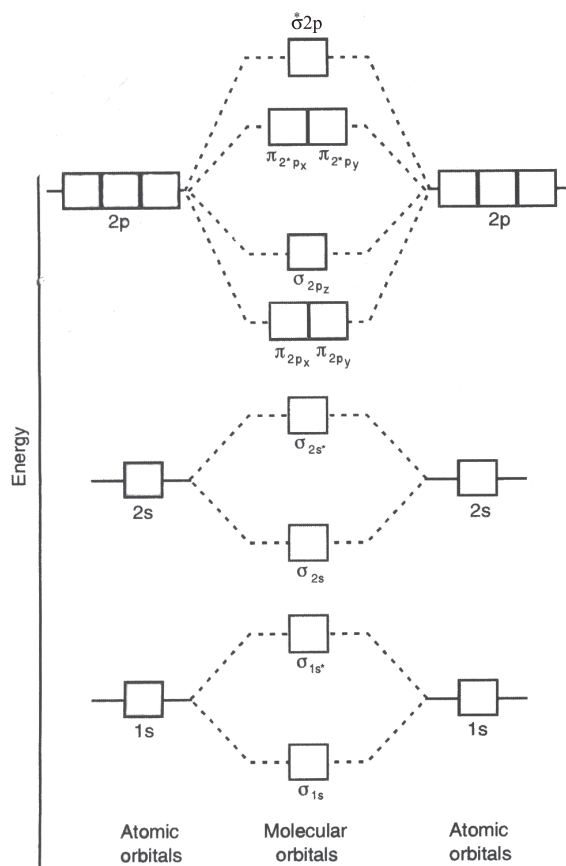 σ*2p
π2*px π2*py
2p 2p
σ2pz
π2px π2py
σ2s*
Energy
2s 2s
σ2s
σ1s*
1s 1s
σ1s
Atomic orbitals
Molecular orbitals
Atomic orbitals